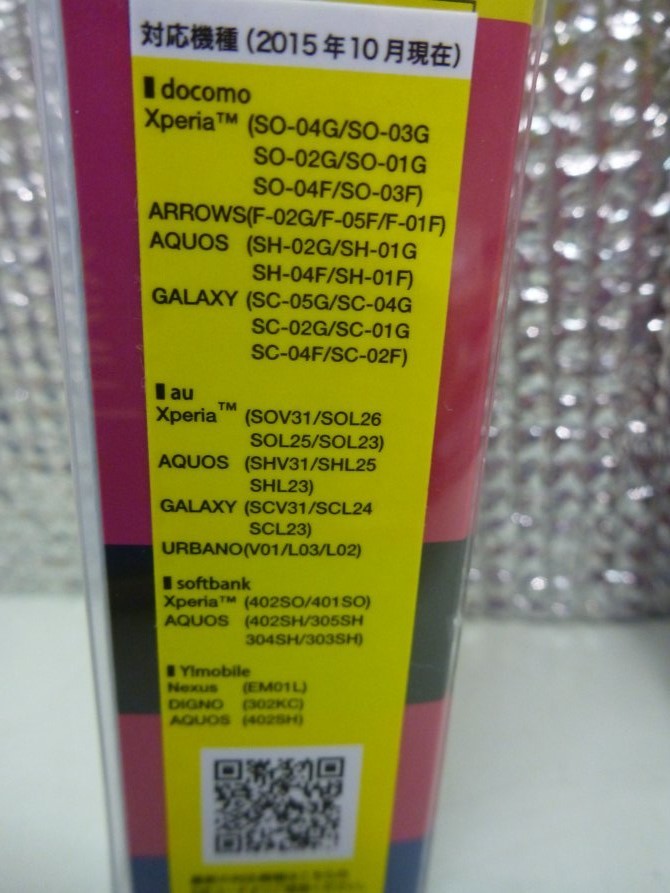 対応機種（2015年10月現在）
docomo
Xperia™ (SO-04G/SO-03G
SO-02G/SO-01G
SO-04F/SO-03F)
ARROWS(F-02G/F-05F/F-01F)
AQUOS (SH-02G/SH-01G
SH-04F/SH-01F)
GALAXY (SC-05G/SC-04G
SC-02G/SC-01G
SC-04F/SC-02F)
au
Xperia™ (SOV31/SOL26
SOL25/SOL23)
AQUOS (SHV31/SHL25
SHL23)
GALAXY (SCV31/SCL24
SCL23)
URBANO(V01/L03/L02)
softbank
Xperia™ (402SO/401SO)
AQUOS (402SH/305SH
304SH/303SH)
Y!mobile
Nexus (EM01L)
DIGNO (302KC)
AQUOS (402SH)